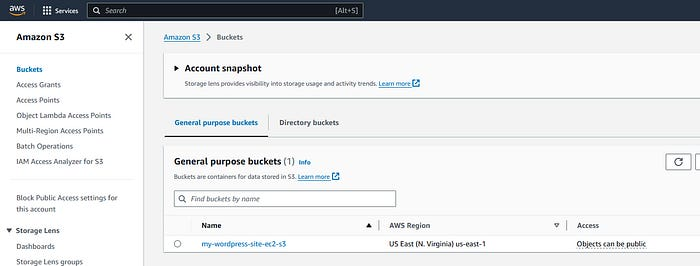 aws
Services
Search
[Alt+S]
Amazon S3
Buckets
Access Grants
Access Points
Object Lambda Access Points
Multi-Region Access Points
Batch Operations
IAM Access Analyzer for S3
Block Public Access settings for
this account
Storage Lens
Dashboards
Storage Lens groups
Amazon S3 > Buckets
Account snapshot
Storage lens provides visibility into storage usage and activity trends. Learn more
General purpose buckets
Directory buckets
General purpose buckets (1) Info
Buckets are containers for data stored in S3. Learn more
Find buckets by name
Name
AWS Region
Access
my-wordpress-site-ec2-s3
US East (N. Virginia) us-east-1
Objects can be public